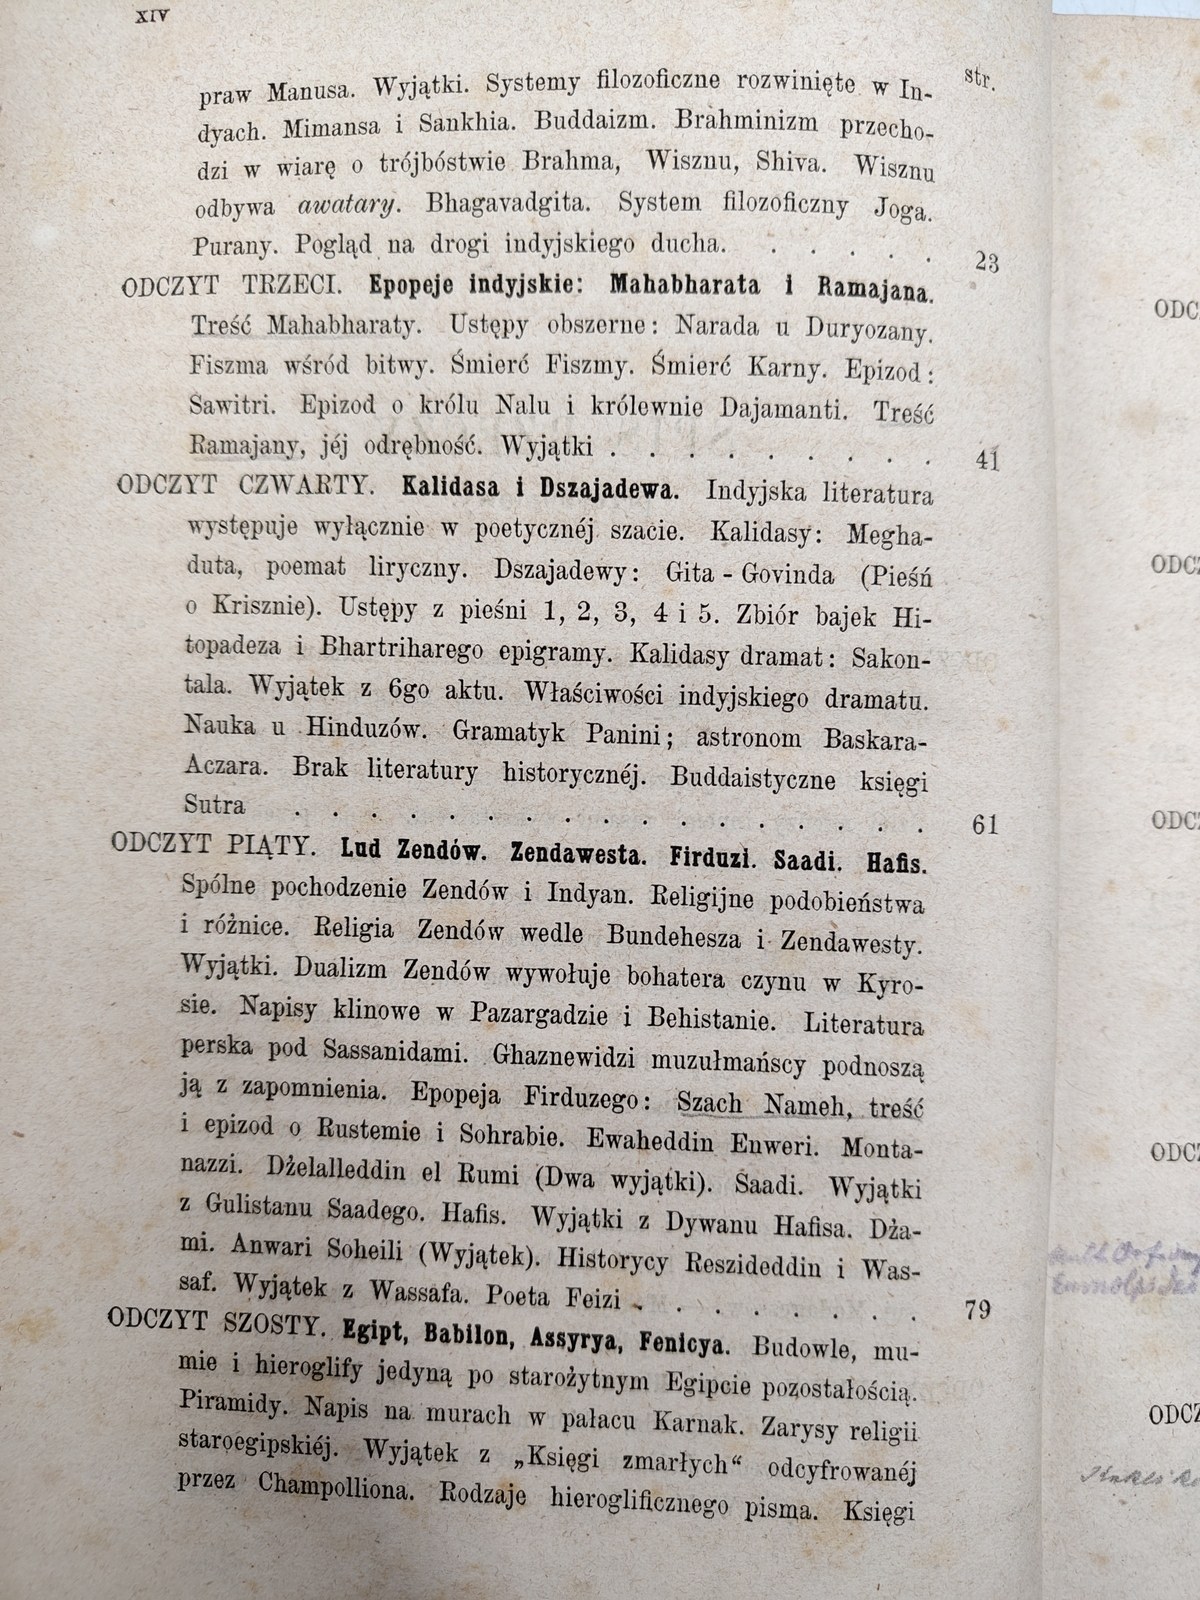 XIV
str.
praw Manusa. Wyjątki. Systemy filozoficzne rozwinięte w In-
dyach. Mimansa i Sankhia. Buddaizm. Brahminizm przecho-
dzi w wiarę o trójbóstwie Brahma, Wisznu, Shiva. Wisznu
odbywa awatary. Bhagavadgita. System filozoficzny Joga.
Purany. Pogląd na drogi indyjskiego ducha. . . . . . 23
ODCZYT TRZECI. Epopeje indyjskie: Mahabharata i Ramajana.
Treść Mahabharaty. Ustępy obszerne: Narada u Duryozany.
Fiszma wśród bitwy. Śmierć Fiszmy. Śmierć Karny. Epizod:
Sawitri. Epizod o królu Nalu i królewnie Dajamanti. Treść
Ramajany, jéj odrębność. Wyjątki . . . . . . . . . 41
ODCZYT CZWARTY. Kalidasa i Dszajadewa. Indyjska literatura
występuje wyłącznie w poetycznéj szacie. Kalidasy: Megha-
duta, poemat liryczny. Dszajadewy: Gita - Govinda (Pieśń
o Krisznie). Ustępy z pieśni 1, 2, 3, 4 i 5. Zbiór bajek Hi-
topadeza i Bhartriharego epigramy. Kalidasy dramat: Sakon-
tala. Wyjątek z 6go aktu. Właściwości indyjskiego dramatu.
Nauka u Hinduzów. Gramatyk Panini; astronom Baskara-
Aczara. Brak literatury historycznéj. Buddaistyczne księgi
Sutra . . . . . . . . . . . . . . . . . 61
ODCZYT PIĄTY. Lud Zendów. Zendawesta. Firduzi. Saadi. Hafis.
Spólne pochodzenie Zendów i Indyan. Religijne podobieństwa
i różnice. Religia Zendów wedle Bundehesza i Zendawesty.
Wyjątki. Dualizm Zendów wywołuje bohatera czynu w Kyro-
sie. Napisy klinowe w Pazargadzie i Behistanie. Literatura
perska pod Sassanidami. Ghaznewidzi muzułmańscy podnoszą
ją z zapomnienia. Epopeja Firduzego: Szach Nameh, treść
i epizod o Rustemie i Sohrabie. Ewaheddin Enweri. Monta-
nazzi. Dżelalleddin el Rumi (Dwa wyjątki). Saadi. Wyjątki
z Gulistanu Saadego. Hafis. Wyjątki z Dywanu Hafisa. Dża-
mi. Anwari Soheili (Wyjątek). Historycy Reszideddin i Was-
saf. Wyjątek z Wassafa. Poeta Feizi . . . . . . . . 79
ODCZYT SZOSTY. Egipt, Babilon, Assyrya, Fenicya. Budowle, mu-
mie i hieroglify jedyną po starożytnym Egipcie pozostałością.
Piramidy. Napis na murach w pałacu Karnak. Zarysy religii
staroegipskiéj. Wyjątek z „Księgi zmarłych“ odcyfrowanéj
przez Champolliona. Rodzaje hieroglificznego pisma. Księgi